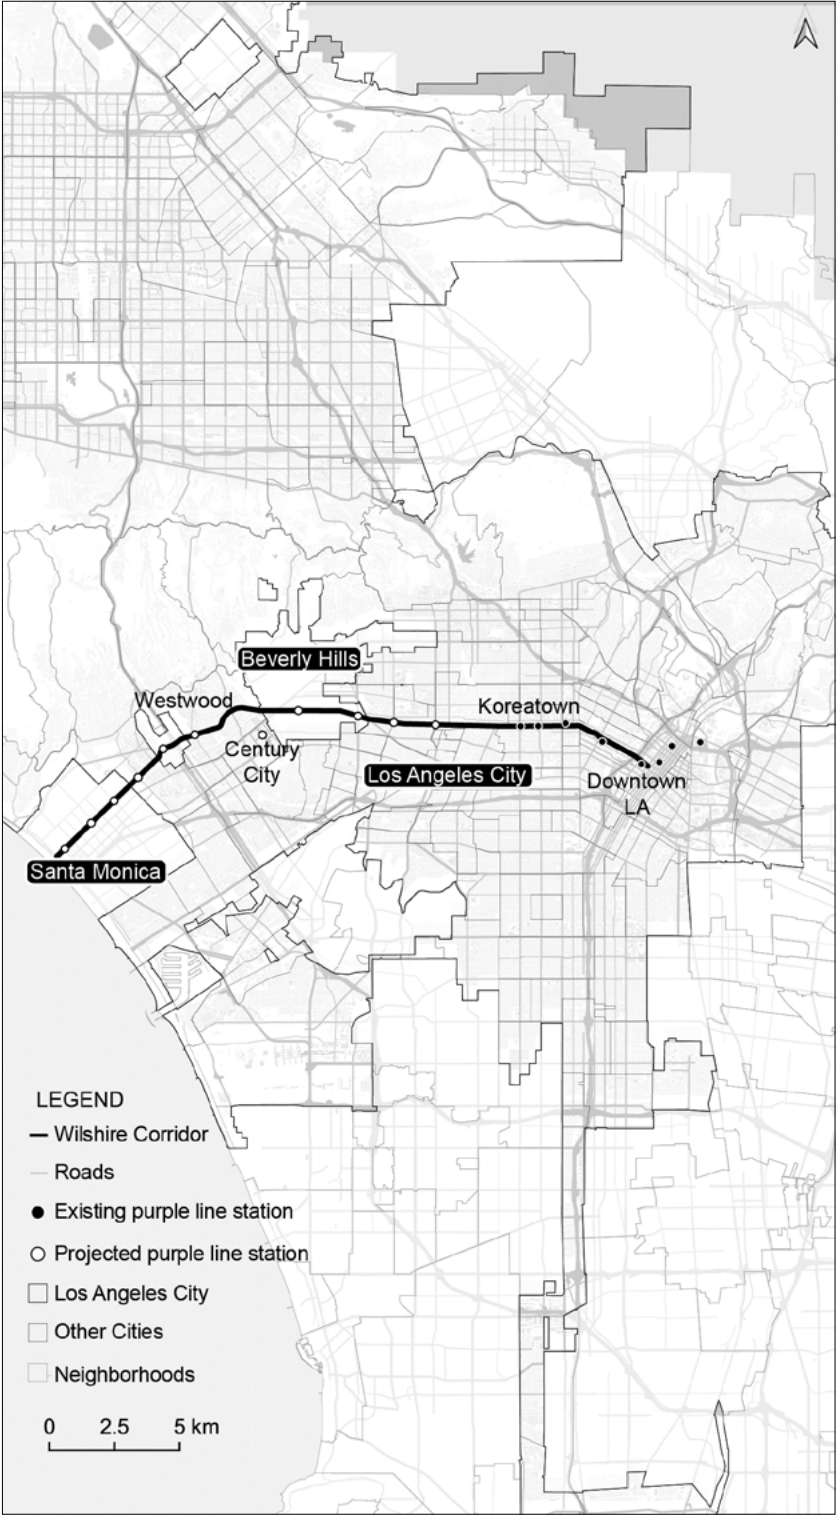 Beverly Hills
Westwood
Koreatown
Century
City
Los Angeles City
Downtown
LA
Santa Monica
LEGEND
Wilshire Corridor
Roads
Existing purple line station
Projected purple line station
Los Angeles City
Other Cities
Neighborhoods
0 2.5 5 km